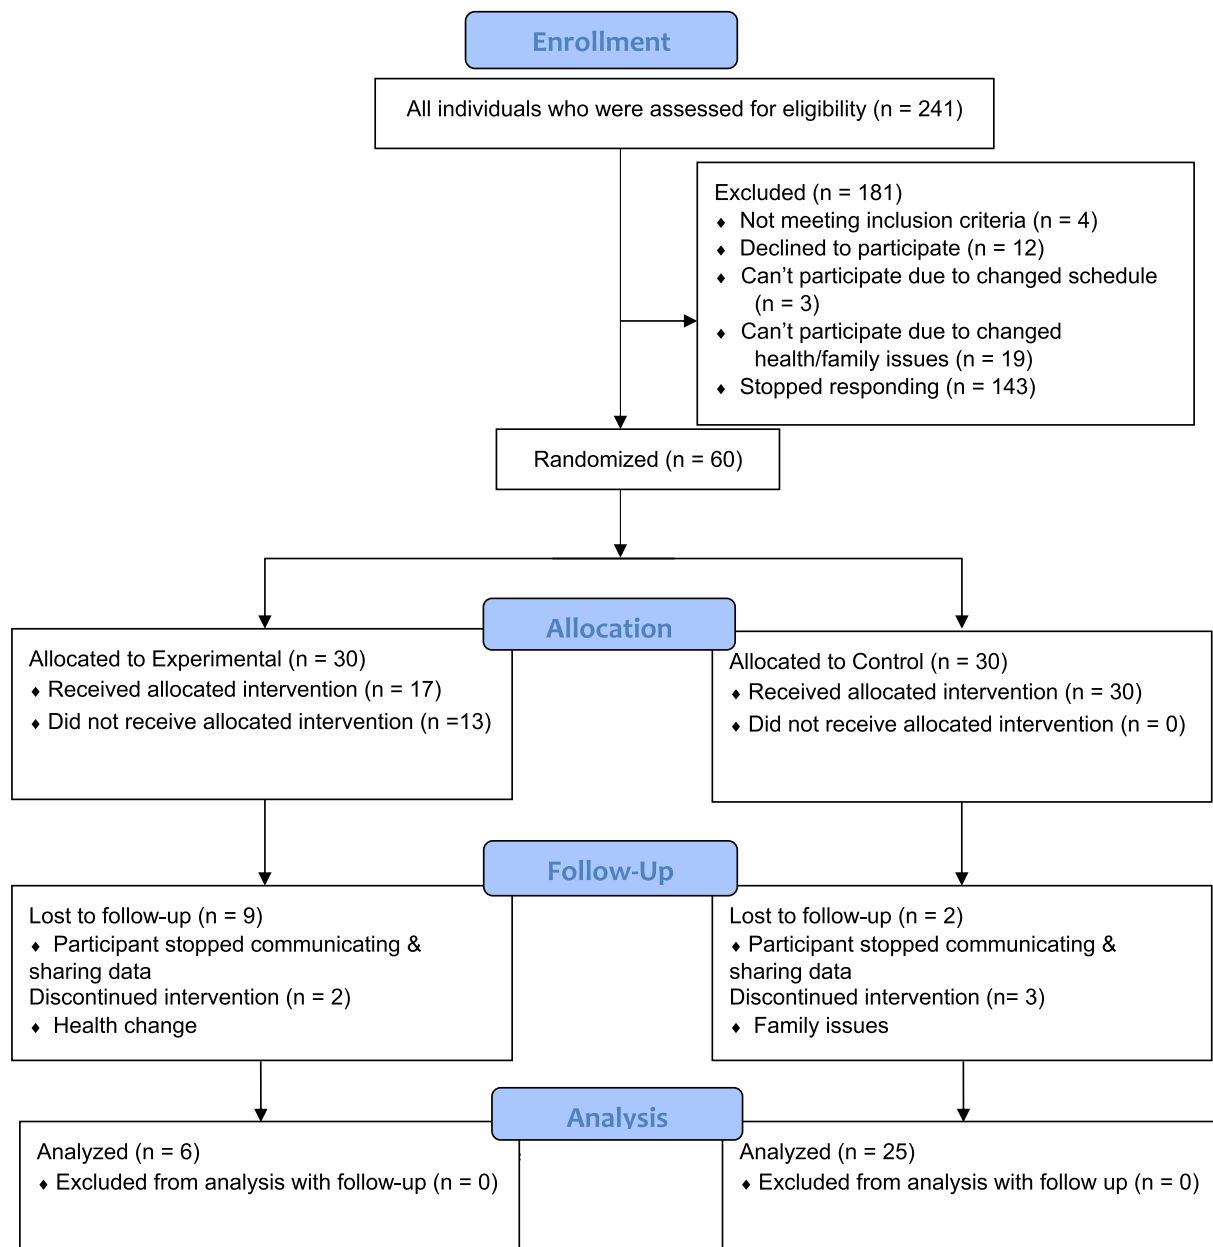 Enrollment
All individuals who were assessed for eligibility (n = 241)
Excluded (n = 181)
♦ Not meeting inclusion criteria (n = 4)
♦ Declined to participate (n = 12)
♦ Can’t participate due to changed schedule
(n = 3)
♦ Can’t participate due to changed
health/family issues (n = 19)
♦ Stopped responding (n = 143)
Randomized (n = 60)
Allocation
Allocated to Experimental (n = 30)
♦ Received allocated intervention (n = 17)
♦ Did not receive allocated intervention (n =13)
Allocated to Control (n = 30)
♦ Received allocated intervention (n = 30)
♦ Did not receive allocated intervention (n = 0)
Follow-Up
Lost to follow-up (n = 9)
♦ Participant stopped communicating &
sharing data
Discontinued intervention (n = 2)
♦ Health change
Lost to follow-up (n = 2)
♦ Participant stopped communicating &
sharing data
Discontinued intervention (n= 3)
♦ Family issues
Analysis
Analyzed (n = 6)
♦ Excluded from analysis with follow-up (n = 0)
Analyzed (n = 25)
♦ Excluded from analysis with follow up (n = 0)